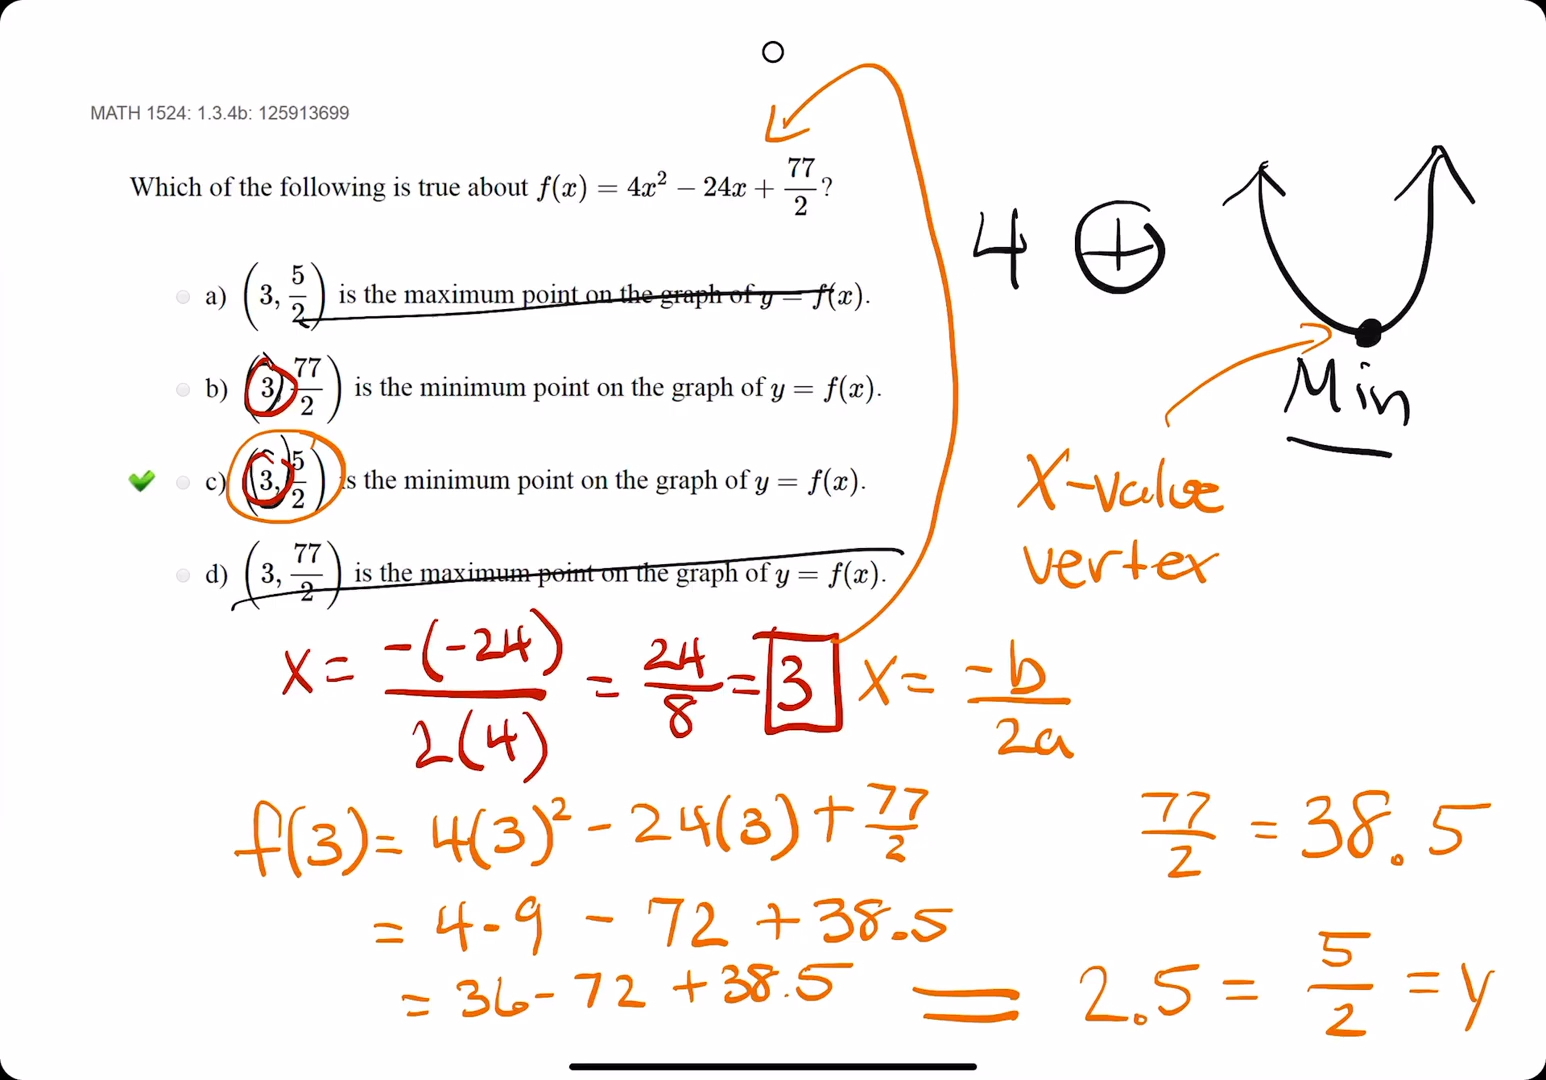 MATH 1524: 1.3.4b: 125913699
Which of the following is true about f(x) = 4x² − 24x + 77/2?
4 ⊕
a) (3, 5/2) is the maximum point on the graph of y = f(x).
b) (3, 77/2) is the minimum point on the graph of y = f(x).
Min
c) (3, 5/2) is the minimum point on the graph of y = f(x).
x-value
vertex
d) (3, 77/2) is the maximum point on the graph of y = f(x).
x = -(-24)/2(4) = 24/8 = 3
x = -b/2a
f(3) = 4(3)² - 24(3) + 77/2
77/2 = 38.5
= 4·9 - 72 + 38.5
= 36 - 72 + 38.5 = 2.5 = 5/2 = y